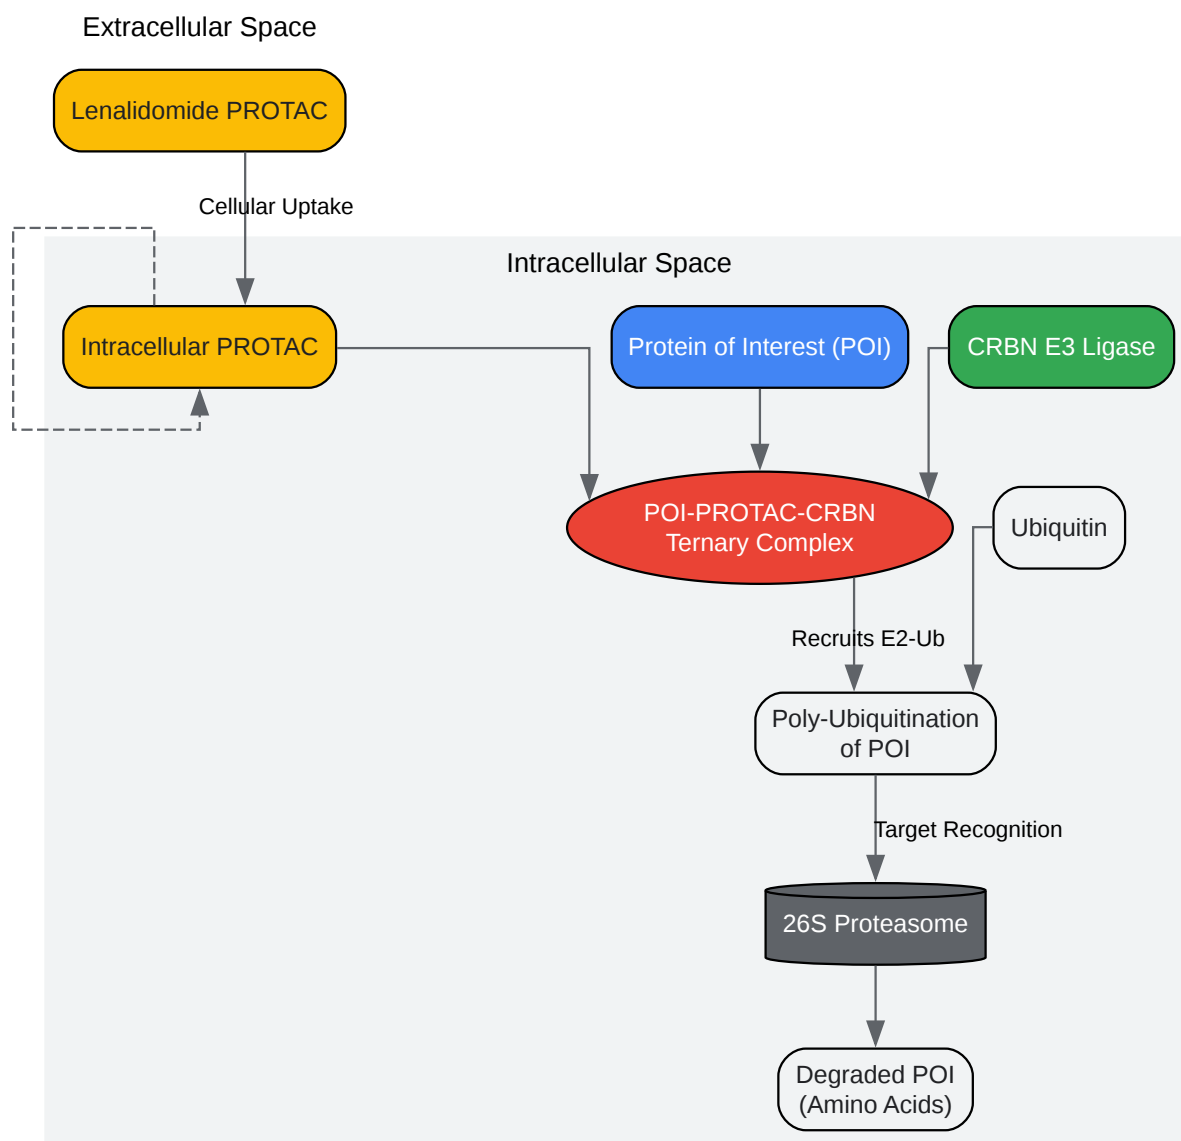 Extracellular Space
Lenalidomide PROTAC
Cellular Uptake
Intracellular Space
Intracellular PROTAC
Protein of Interest (POI)
CRBN E3 Ligase
POI-PROTAC-CRBN
Ternary Complex
Ubiquitin
Recruits E2-Ub
Poly-Ubiquitination
of POI
Target Recognition
26S Proteasome
Degraded POI
(Amino Acids)